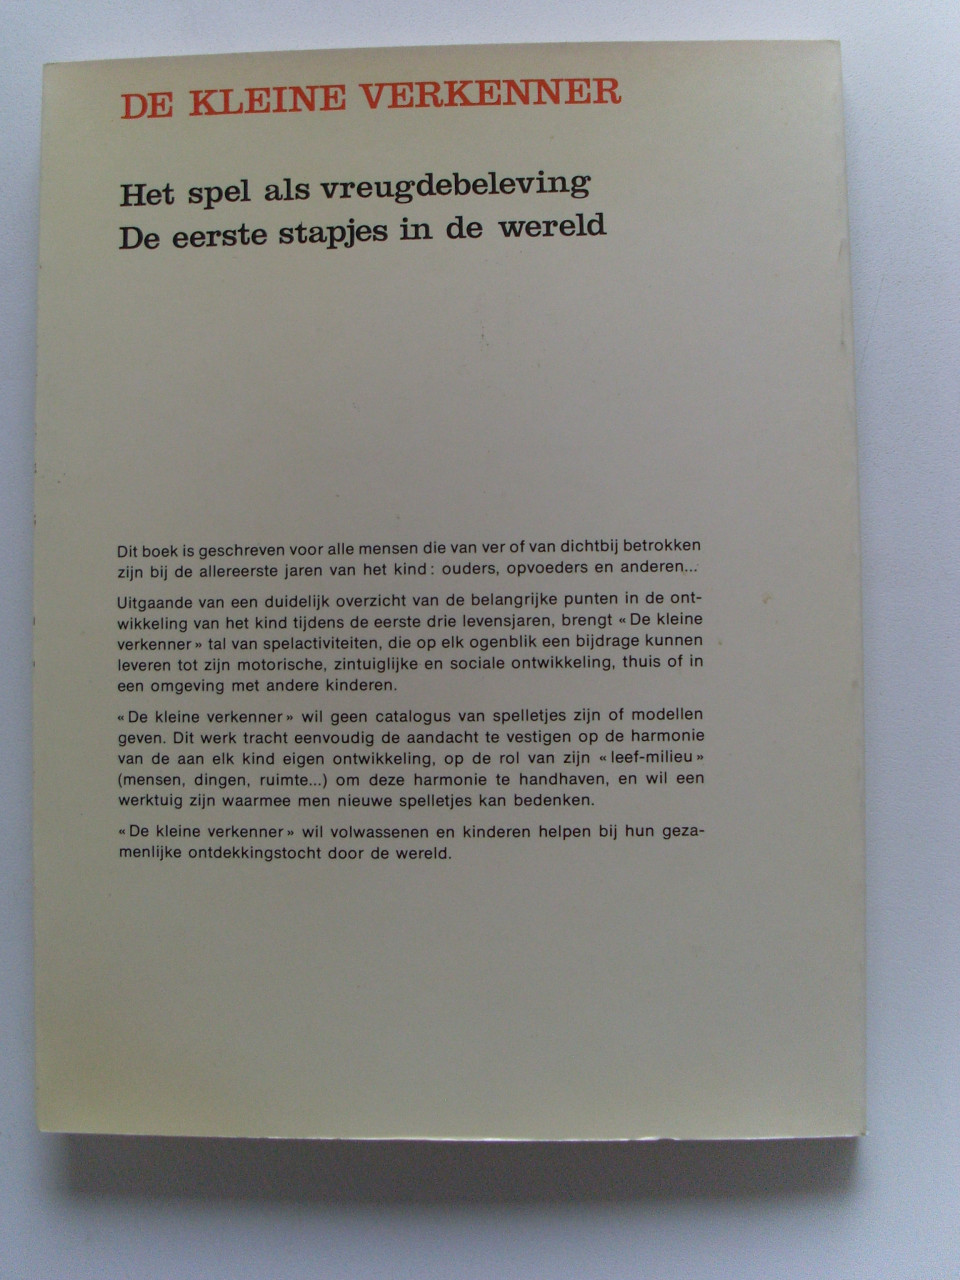 DE KLEINE VERKENNER
Het spel als vreugdebeleving
De eerste stapjes in de wereld
Dit boek is geschreven voor alle mensen die van ver of van dichtbij betrokken
zijn bij de allereerste jaren van het kind : ouders, opvoeders en anderen...
Uitgaande van een duidelijk overzicht van de belangrijke punten in de ont-
wikkeling van het kind tijdens de eerste drie levensjaren, brengt « De kleine
verkenner » tal van spelactiviteiten, die op elk ogenblik een bijdrage kunnen
leveren tot zijn motorische, zintuiglijke en sociale ontwikkeling, thuis of in
een omgeving met andere kinderen.
« De kleine verkenner » wil geen catalogus van spelletjes zijn of modellen
geven. Dit werk tracht eenvoudig de aandacht te vestigen op de harmonie
van de aan elk kind eigen ontwikkeling, op de rol van zijn « leef-milieu »
(mensen, dingen, ruimte...) om deze harmonie te handhaven, en wil een
werktuig zijn waarmee men nieuwe spelletjes kan bedenken.
« De kleine verkenner » wil volwassenen en kinderen helpen bij hun geza-
menlijke ontdekkingstocht door de wereld.